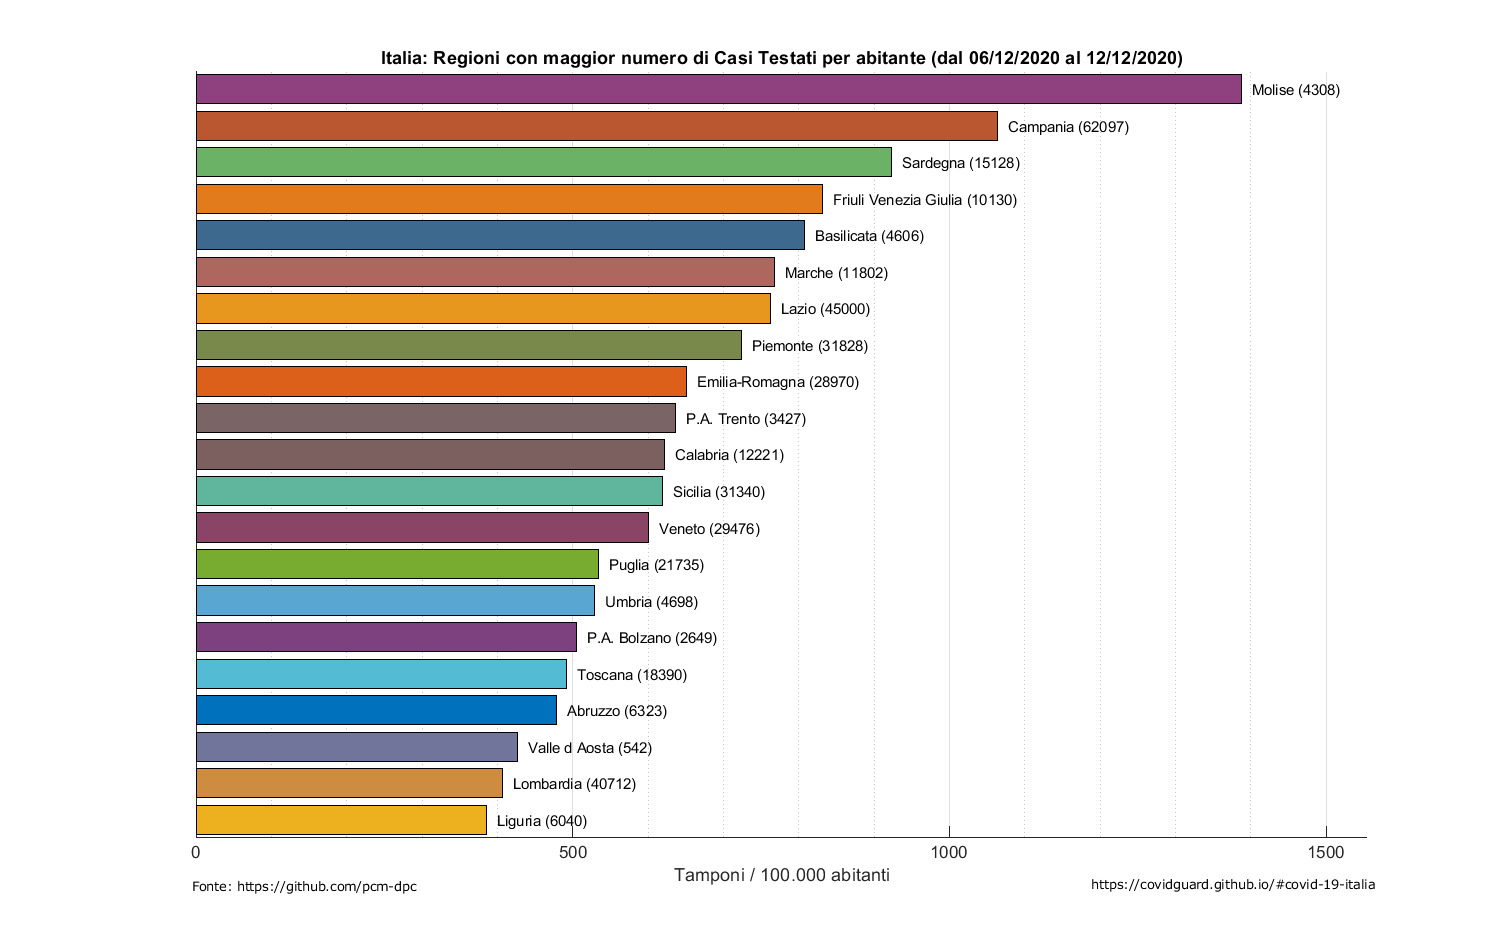 Italia: Regioni con maggior numero di Casi Testati per abitante (dal 06/12/2020 al 12/12/2020)
Molise (4308)
Campania (62097)
Sardegna (15128)
Friuli Venezia Giulia (10130)
Basilicata (4606)
Marche (11802)
Lazio (45000)
Piemonte (31828)
Emilia-Romagna (28970)
P.A. Trento (3427)
Calabria (12221)
Sicilia (31340)
Veneto (29476)
Puglia (21735)
Umbria (4698)
P.A. Bolzano (2649)
Toscana (18390)
Abruzzo (6323)
Valle d Aosta (542)
Lombardia (40712)
Liguria (6040)
0 500 1000 1500
Tamponi / 100.000 abitanti
Fonte: https://github.com/pcm-dpc
https://covidguard.github.io/#covid-19-italia